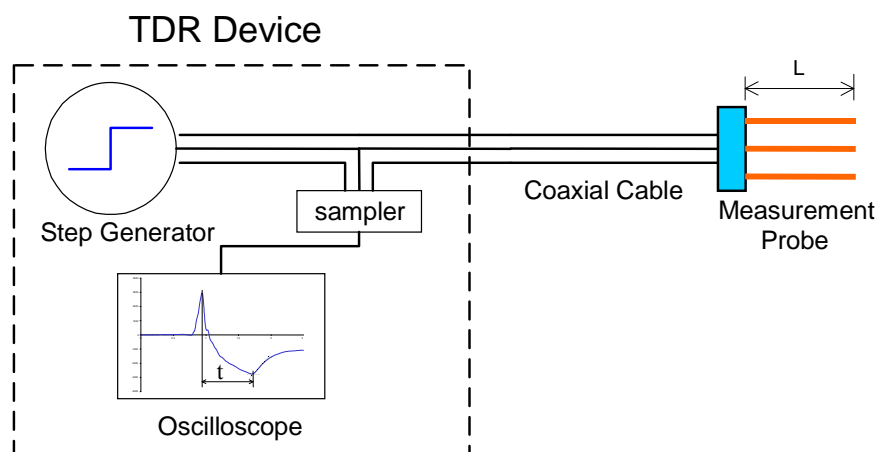 TDR Device
L
Coaxial Cable
sampler
Step Generator
Measurement
Probe
t
Oscilloscope